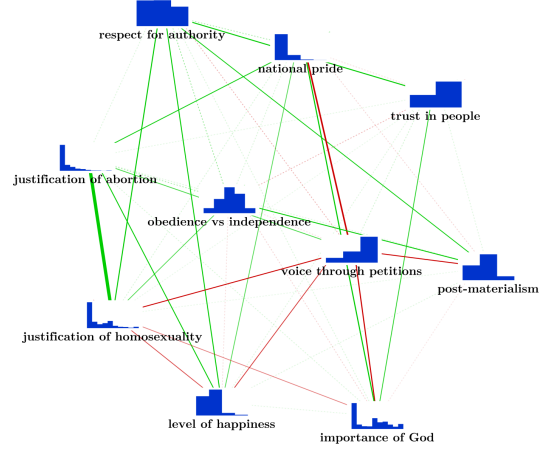 respect for authority
national pride
trust in people
justification of abortion
obedience vs independence
voice through petitions
post-materialism
justification of homosexuality
level of happiness
importance of God